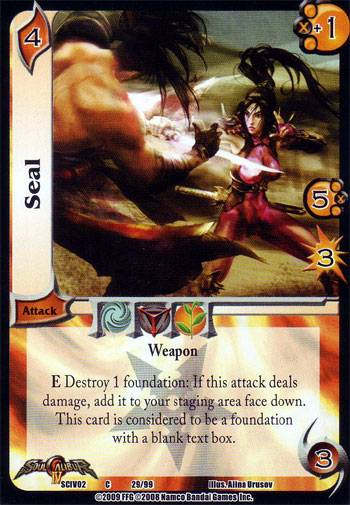 4
+1
Seal
5
3
Attack
Weapon
E Destroy 1 foundation: If this attack deals
damage, add it to your staging area face down.
This card is considered to be a foundation
with a blank text box.
3
SOULCALIBUR
IV
SCIV02 C 29/99 Illus. Alina Urusov
©2009 FFG ©2008 Namco Bandai Games Inc.